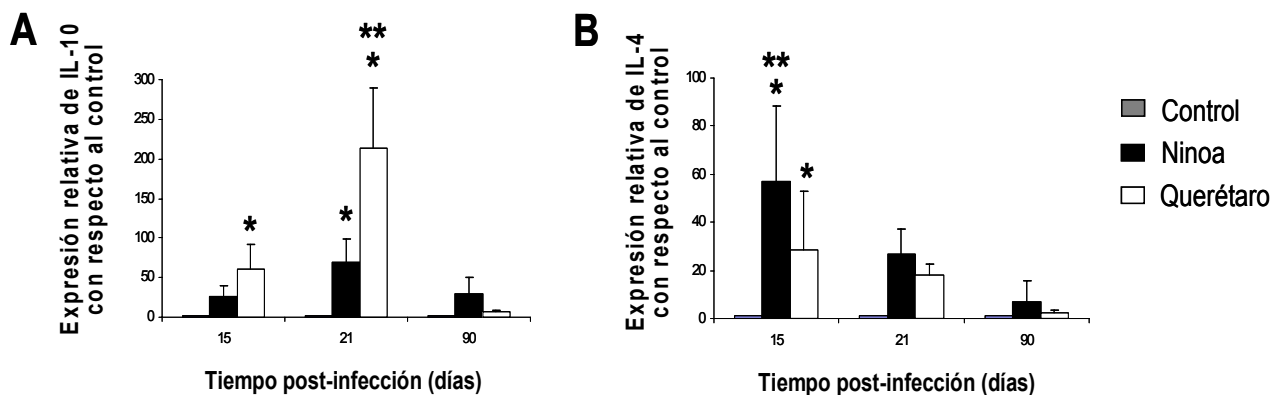 A
Expresión relativa de IL-10
con respecto al control
300
250
200
150
100
50
0
*
*
**
*
15
21
90
Tiempo post-infección (días)
B
Expresión relativa de IL-4
con respecto al control
100
80
60
40
20
0
**
*
*
15
21
90
Tiempo post-infección (días)
Control
Ninoa
Querétaro